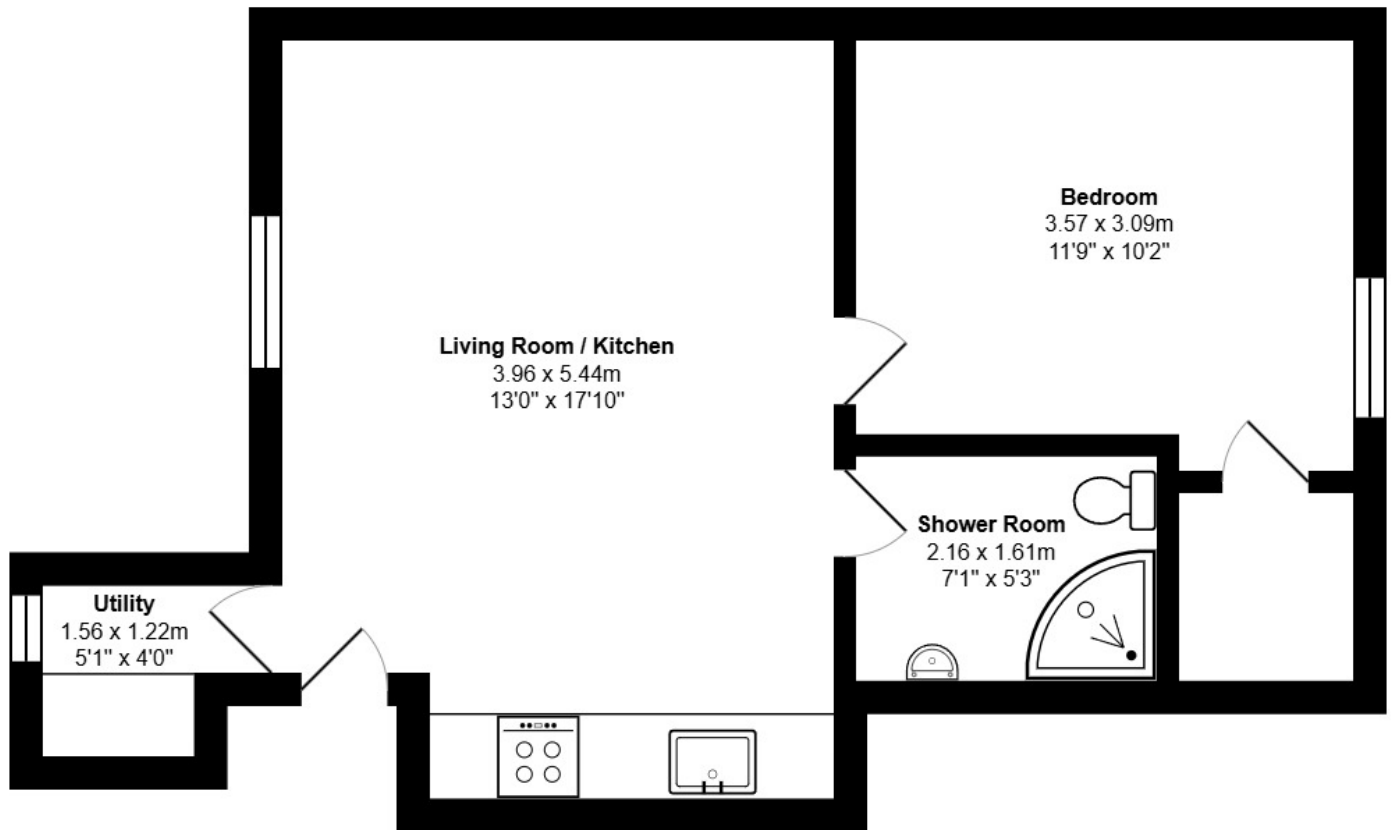 Bedroom
3.57 x 3.09m
11'9" x 10'2"
Living Room / Kitchen
3.96 x 5.44m
13'0" x 17'10"
Shower Room
2.16 x 1.61m
7'1" x 5'3"
Utility
1.56 x 1.22m
5'1" x 4'0"